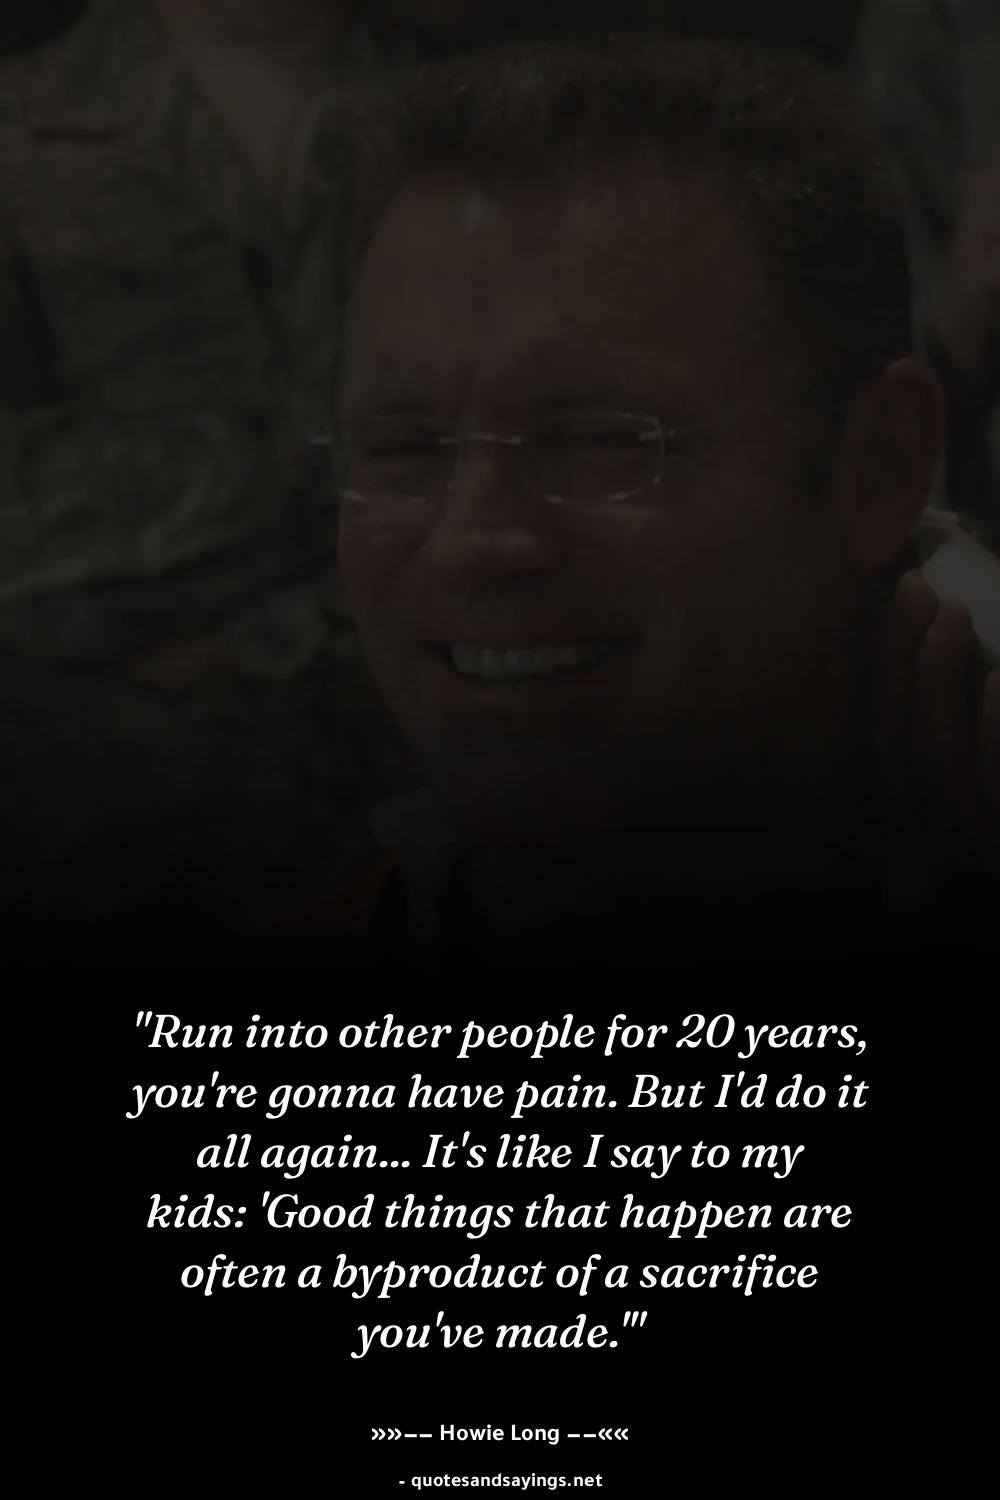 "Run into other people for 20 years,
you're gonna have pain. But I'd do it
all again... It's like I say to my
kids: 'Good things that happen are
often a byproduct of a sacrifice
you've made.'"
»»−− Howie Long −−««
- quotesandsayings.net